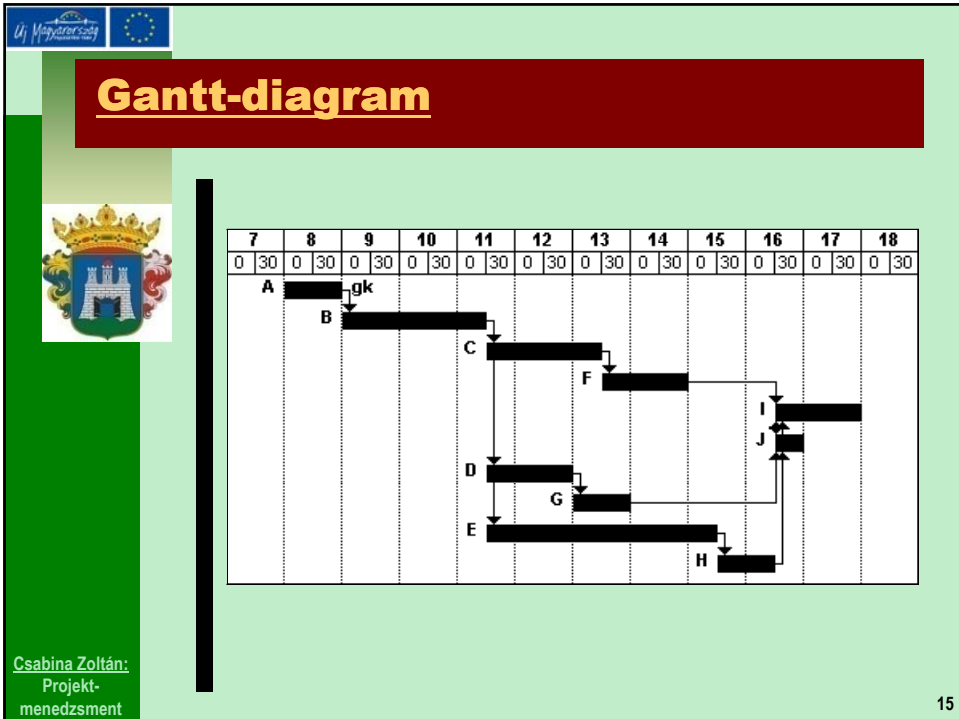 Új Magyarország
Gantt-diagram
7 8 9 10 11 12 13 14 15 16 17 18
0 30 0 30 0 30 0 30 0 30 0 30 0 30 0 30 0 30 0 30 0 30 0 30
A gk
B
C
F
I
J
D
G
E
H
Csabina Zoltán:
Projekt-
menedzsment
15